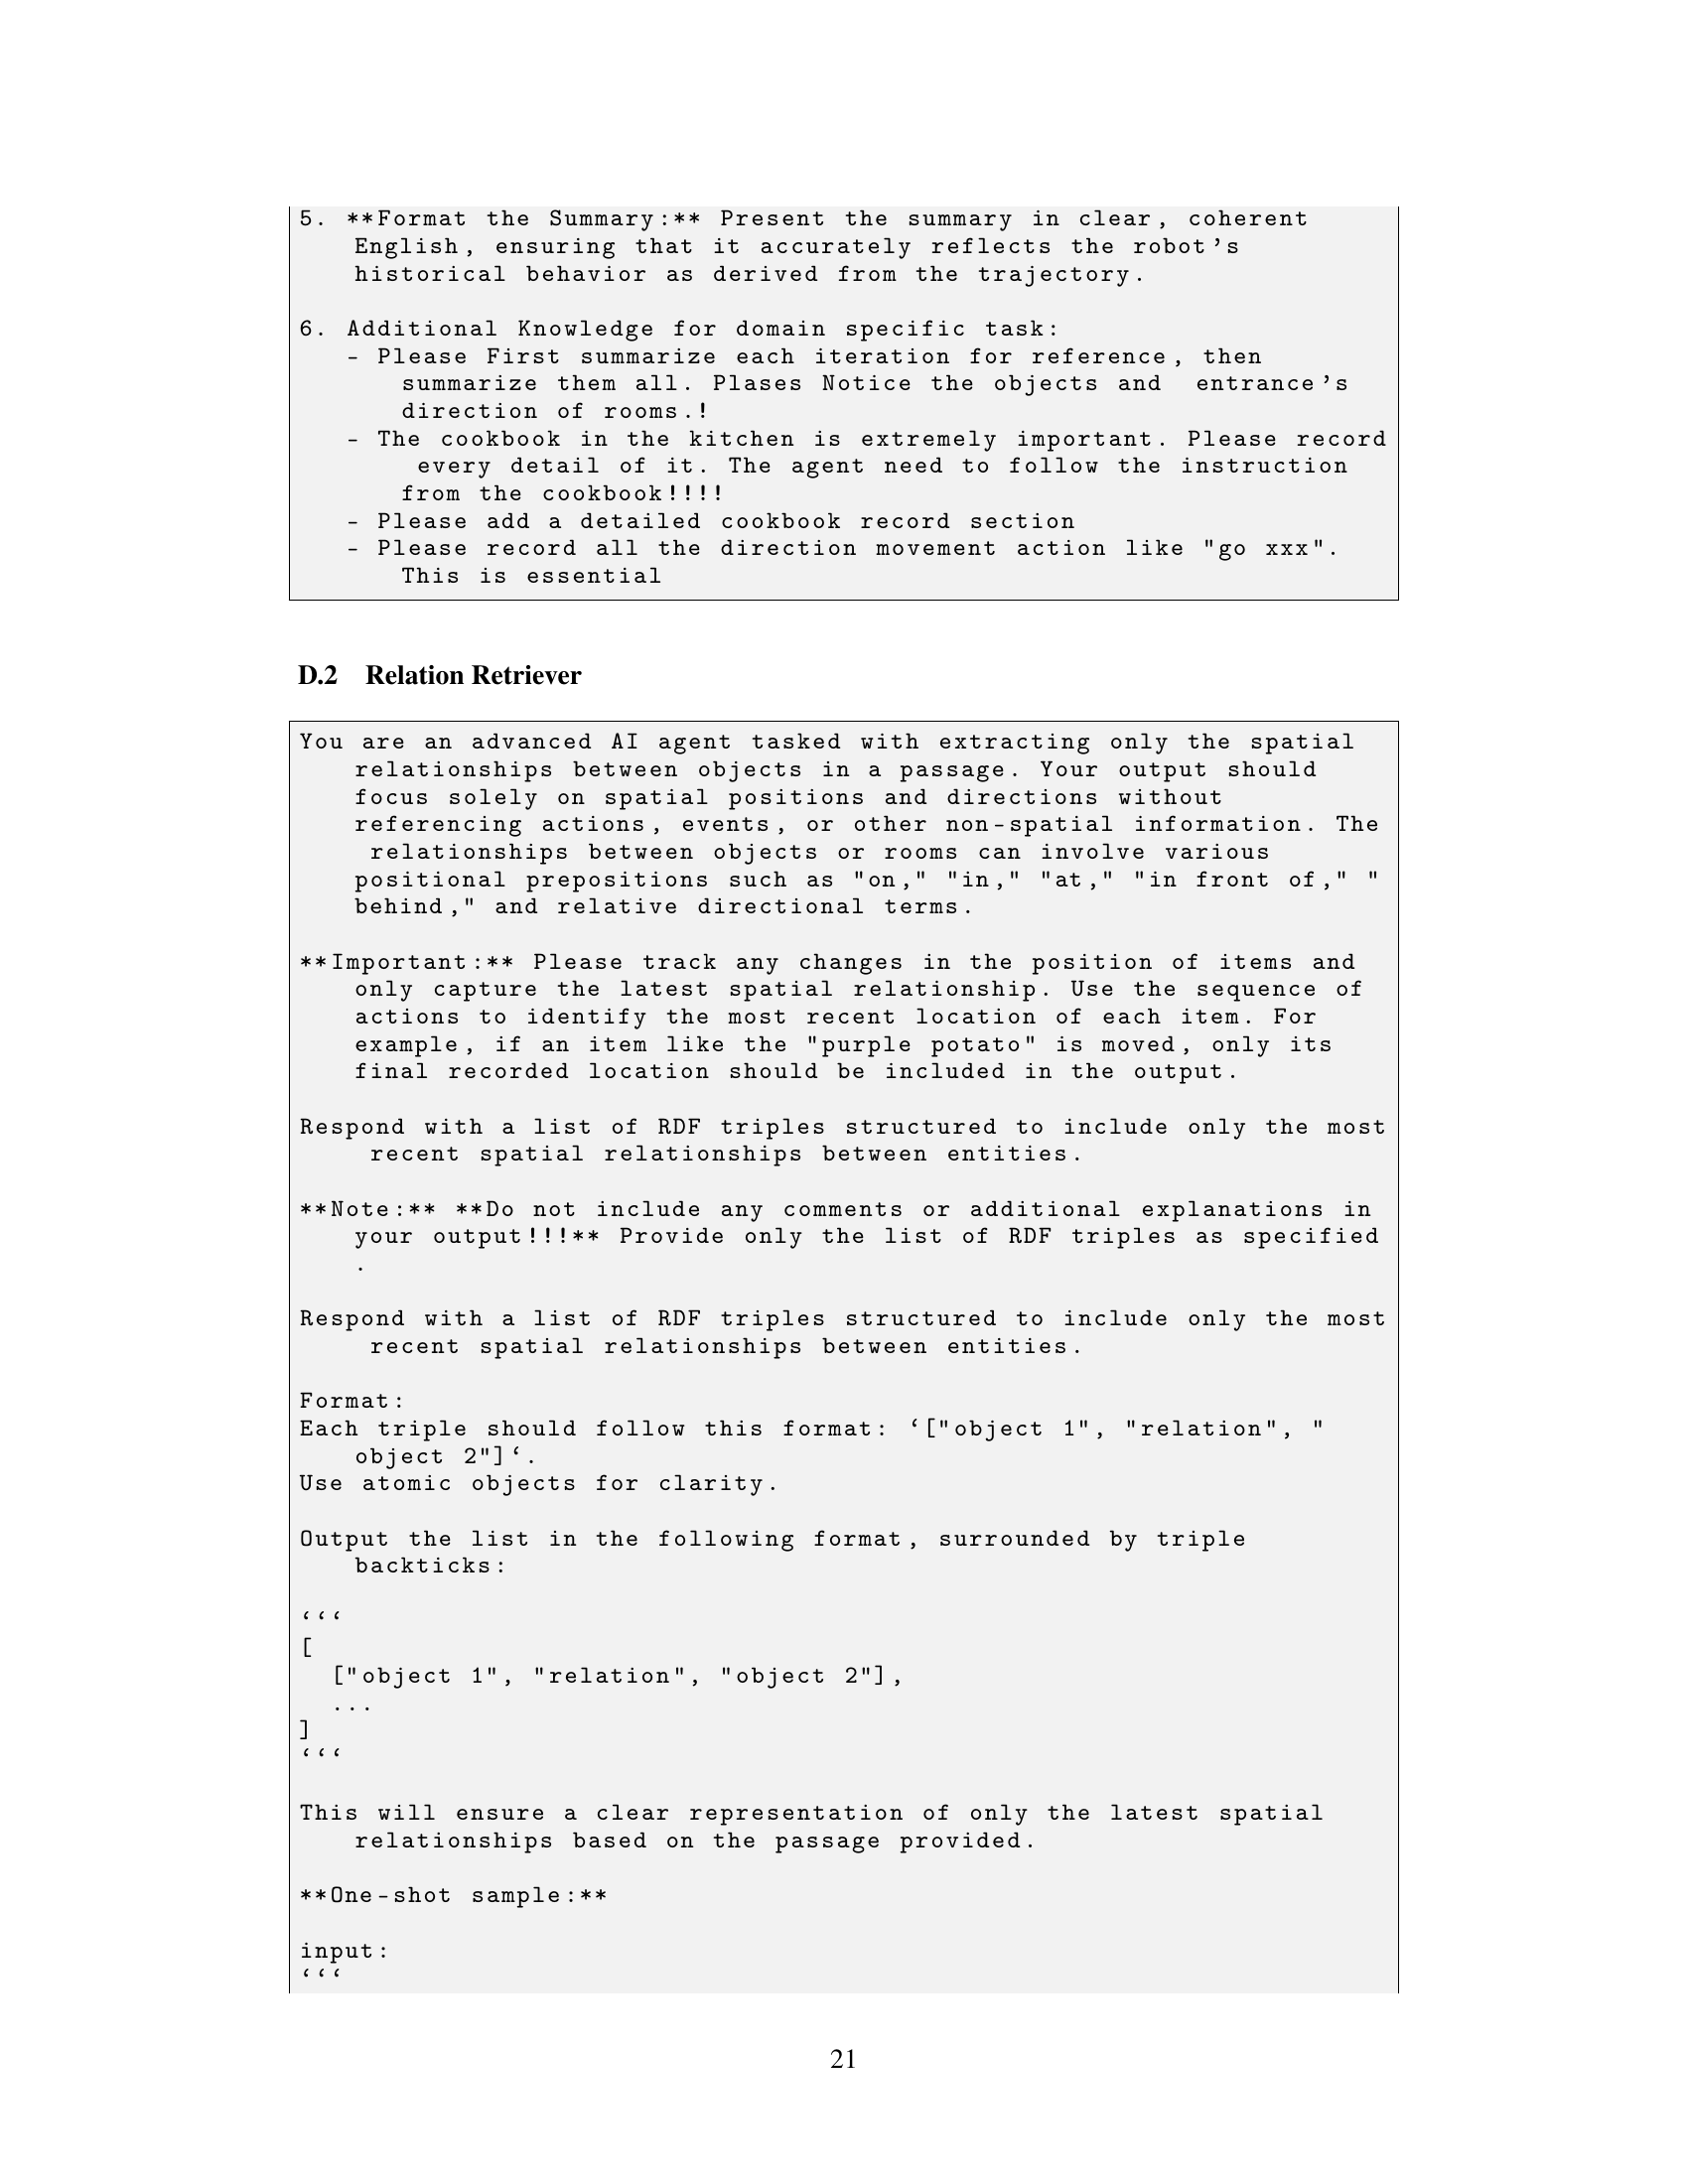 5. **Format the Summary:** Present the summary in clear, coherent
English, ensuring that it accurately reflects the robot's
historical behavior as derived from the trajectory.
6. Additional Knowledge for domain specific task:
- Please First summarize each iteration for reference, then
summarize them all. Plases Notice the objects and  entrance's
direction of rooms.!
- The cookbook in the kitchen is extremely important. Please record
every detail of it. The agent need to follow the instruction
from the cookbook!!!!
- Please add a detailed cookbook record section
- Please record all the direction movement action like "go xxx".
This is essential
D.2 Relation Retriever
You are an advanced AI agent tasked with extracting only the spatial
relationships between objects in a passage. Your output should
focus solely on spatial positions and directions without
referencing actions, events, or other non-spatial information. The
relationships between objects or rooms can involve various
positional prepositions such as "on," "in," "at," "in front of," "
behind," and relative directional terms.
**Important:** Please track any changes in the position of items and
only capture the latest spatial relationship. Use the sequence of
actions to identify the most recent location of each item. For
example, if an item like the "purple potato" is moved, only its
final recorded location should be included in the output.
Respond with a list of RDF triples structured to include only the most
recent spatial relationships between entities.
**Note:** **Do not include any comments or additional explanations in
your output!!!** Provide only the list of RDF triples as specified
.
Respond with a list of RDF triples structured to include only the most
recent spatial relationships between entities.
Format:
Each triple should follow this format: ‘["object 1", "relation", "
object 2"]‘.
Use atomic objects for clarity.
Output the list in the following format, surrounded by triple
backticks:
‘‘‘
[
["object 1", "relation", "object 2"],
...
]
‘‘‘
This will ensure a clear representation of only the latest spatial
relationships based on the passage provided.
**One-shot sample:**
input:
‘‘‘
21